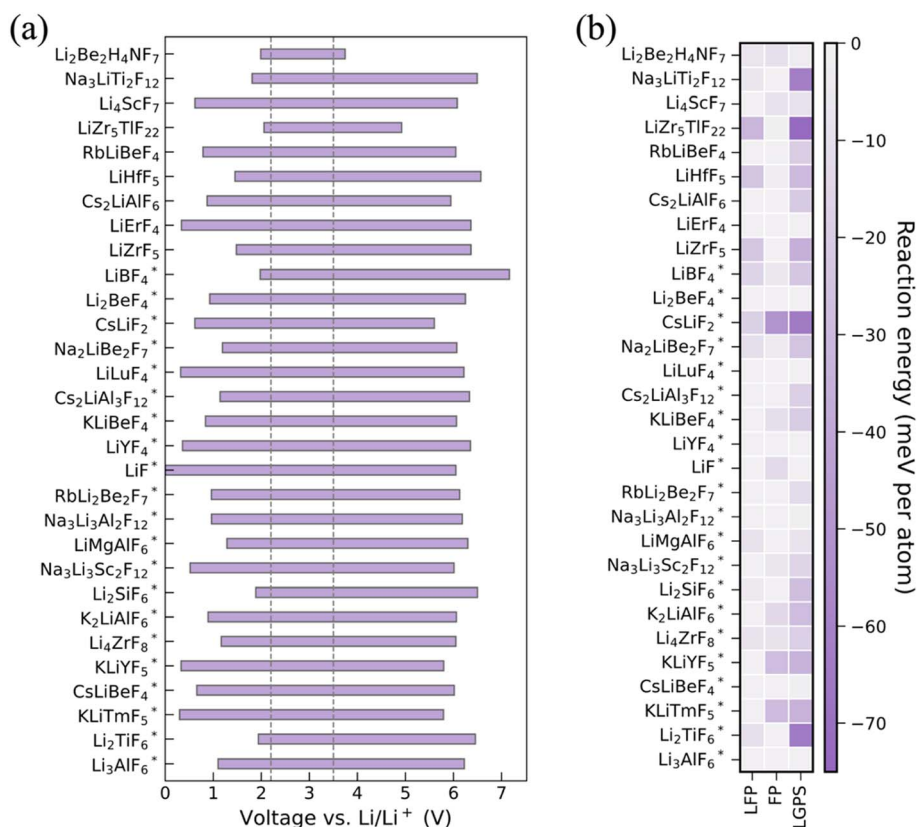 (a)
Li₂Be₂H₄NF₇
Na₃LiTi₂F₁₂
Li₄ScF₇
LiZr₅TlF₂₂
RbLiBeF₄
LiHfF₅
Cs₂LiAlF₆
LiErF₄
LiZrF₅
LiBF₄*
Li₂BeF₄*
CsLiF₂*
Na₂LiBe₂F₇*
LiLuF₄*
Cs₂LiAl₃F₁₂*
KLiBeF₄*
LiYF₄*
LiF*
RbLi₂Be₂F₇*
Na₃Li₃Al₂F₁₂*
LiMgAlF₆*
Na₃Li₃Sc₂F₁₂*
Li₂SiF₆*
K₂LiAlF₆*
Li₄ZrF₈*
KLiYF₅*
CsLiBeF₄*
KLiTmF₅*
Li₂TiF₆*
Li₃AlF₆*
0 1 2 3 4 5 6 7
Voltage vs. Li/Li⁺ (V)
(b)
Li₂Be₂H₄NF₇
Na₃LiTi₂F₁₂
Li₄ScF₇
LiZr₅TlF₂₂
RbLiBeF₄
LiHfF₅
Cs₂LiAlF₆
LiErF₄
LiZrF₅
LiBF₄*
Li₂BeF₄*
CsLiF₂*
Na₂LiBe₂F₇*
LiLuF₄*
Cs₂LiAl₃F₁₂*
KLiBeF₄*
LiYF₄*
LiF*
RbLi₂Be₂F₇*
Na₃Li₃Al₂F₁₂*
LiMgAlF₆*
Na₃Li₃Sc₂F₁₂*
Li₂SiF₆*
K₂LiAlF₆*
Li₄ZrF₈*
KLiYF₅*
CsLiBeF₄*
KLiTmF₅*
Li₂TiF₆*
Li₃AlF₆*
LFP
FP
LGPS
0
−10
−20
−30
−40
−50
−60
−70
Reaction energy (meV per atom)